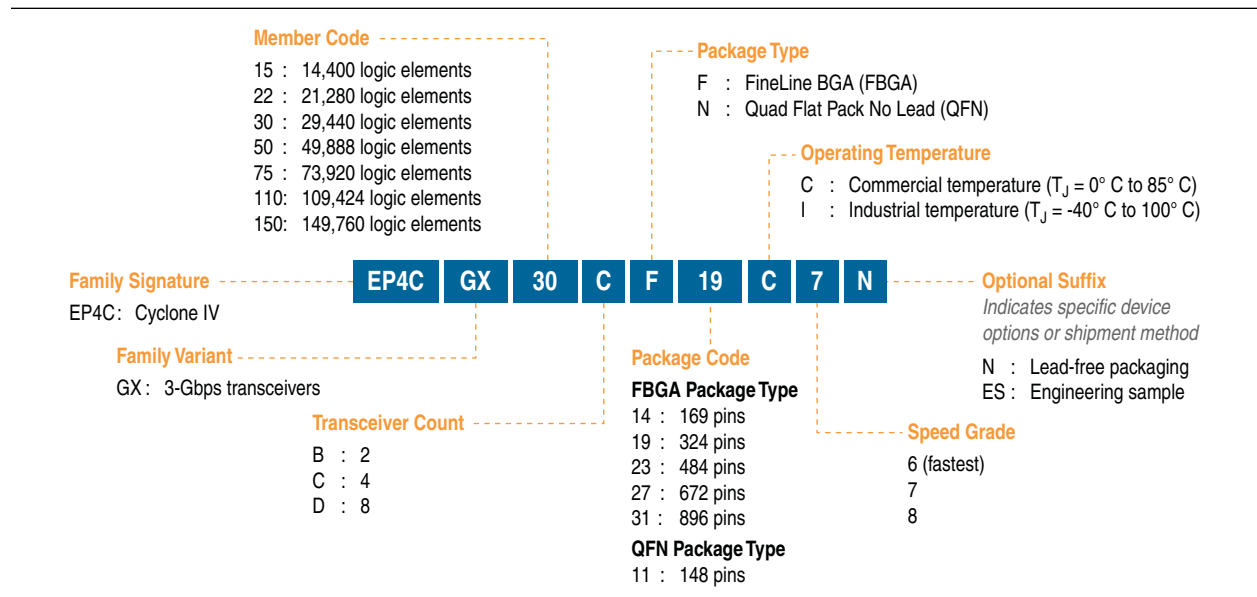 Member Code
15 : 14,400 logic elements
22 : 21,280 logic elements
30 : 29,440 logic elements
50 : 49,888 logic elements
75 : 73,920 logic elements
110: 109,424 logic elements
150: 149,760 logic elements
Package Type
F : FineLine BGA (FBGA)
N : Quad Flat Pack No Lead (QFN)
Operating Temperature
C : Commercial temperature (TJ = 0° C to 85° C)
I : Industrial temperature (TJ = -40° C to 100° C)
EP4C GX 30 C F 19 C 7 N
Family Signature
EP4C : Cyclone IV
Family Variant
GX : 3-Gbps transceivers
Transceiver Count
B : 2
C : 4
D : 8
Package Code
FBGA Package Type
14 : 169 pins
19 : 324 pins
23 : 484 pins
27 : 672 pins
31 : 896 pins
QFN Package Type
11 : 148 pins
Speed Grade
6 (fastest)
7
8
Optional Suffix
Indicates specific device
options or shipment method
N : Lead-free packaging
ES : Engineering sample